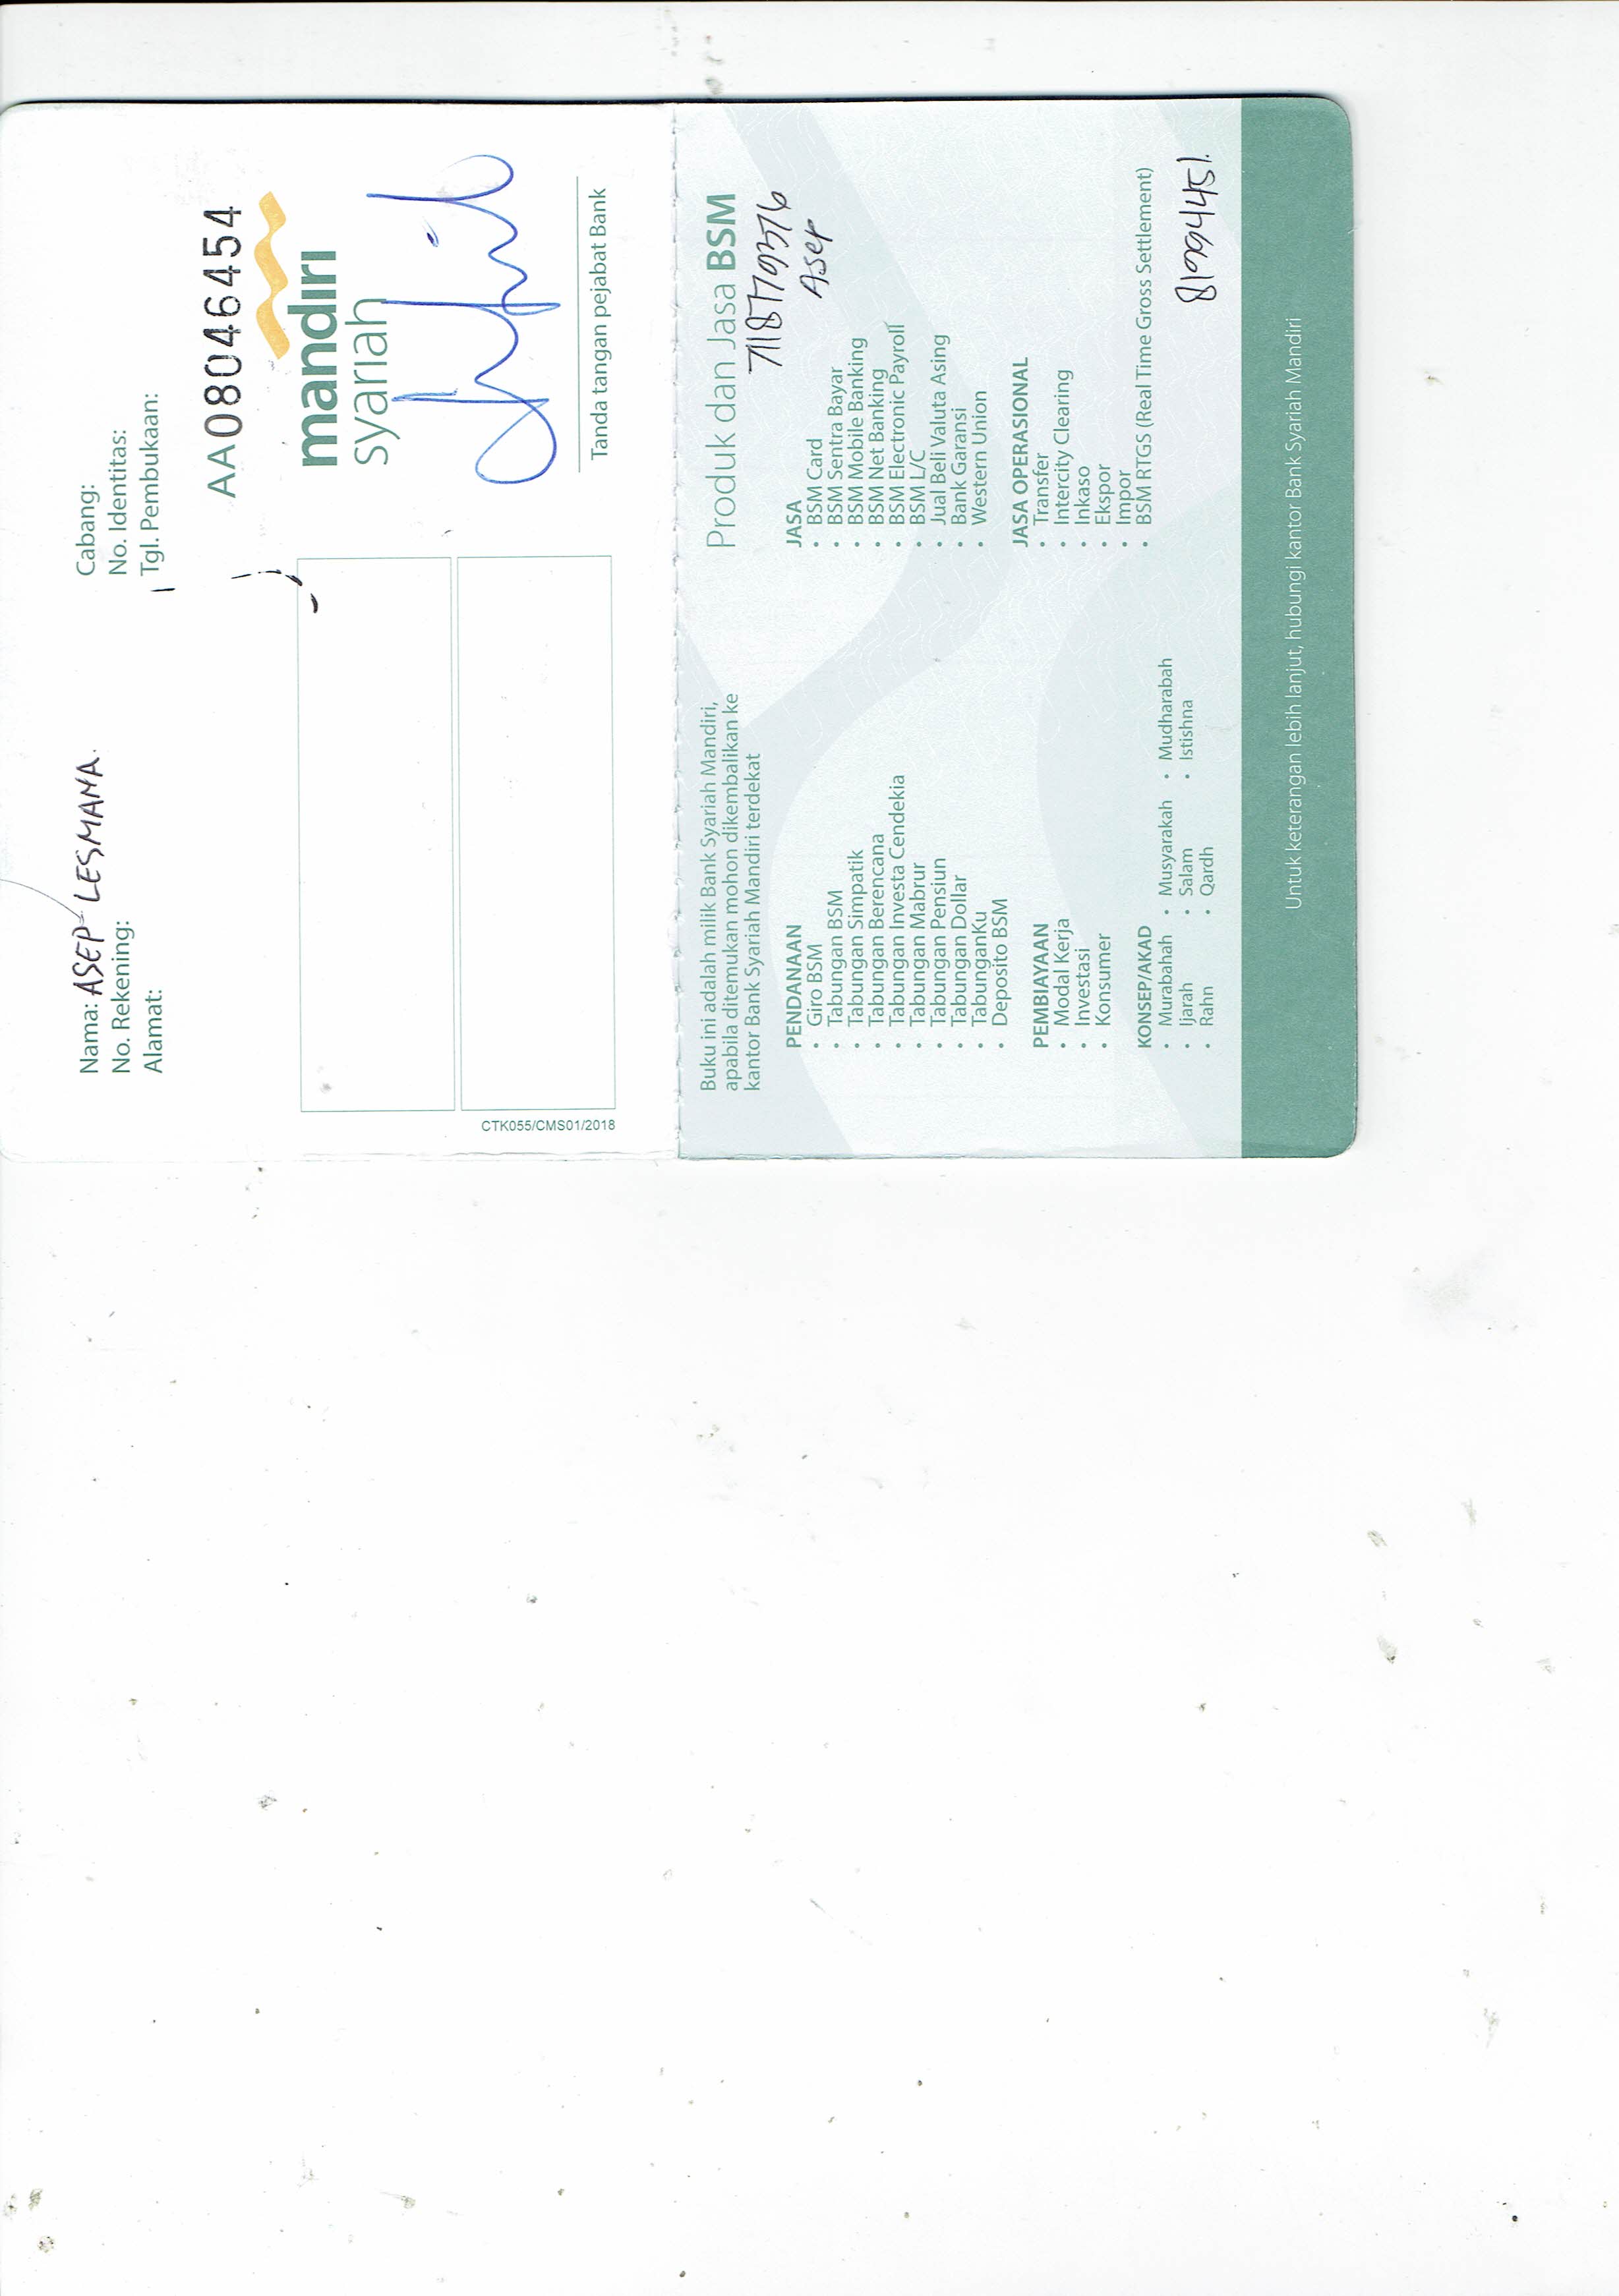 Nama: ASEP LESMANA.
No. Rekening:
Alamat:
Cabang:
No. Identitas:
Tgl. Pembukaan:
AA08046454
mandiri
syariah
Tanda tangan pejabat Bank
CTK055/CMS01/2018
Buku ini adalah milik Bank Syariah Mandiri,
apabila ditemukan mohon dikembalikan ke
kantor Bank Syariah Mandiri terdekat
PENDANAAN
• Giro BSM
• Tabungan BSM
• Tabungan Simpatik
• Tabungan Berencana
• Tabungan Investa Cendekia
• Tabungan Mabrur
• Tabungan Pensiun
• Tabungan Dollar
• TabunganKu
• Deposito BSM
PEMBIAYAAN
• Modal Kerja
• Investasi
• Konsumer
KONSEP/AKAD
• Murabahah • Musyarakah • Mudharabah
• Ijarah • Salam • Istishna
• Rahn • Qardh
Produk dan Jasa BSM
Asep
JASA
• BSM Card
• BSM Sentra Bayar
• BSM Mobile Banking
• BSM Net Banking
• BSM Electronic Payroll
• BSM L/C
• Jual Beli Valuta Asing
• Bank Garansi
• Western Union
JASA OPERASIONAL
• Transfer
• Intercity Clearing
• Inkaso
• Ekspor
• Impor
• BSM RTGS (Real Time Gross Settlement)
Untuk keterangan lebih lanjut, hubungi kantor Bank Syariah Mandiri